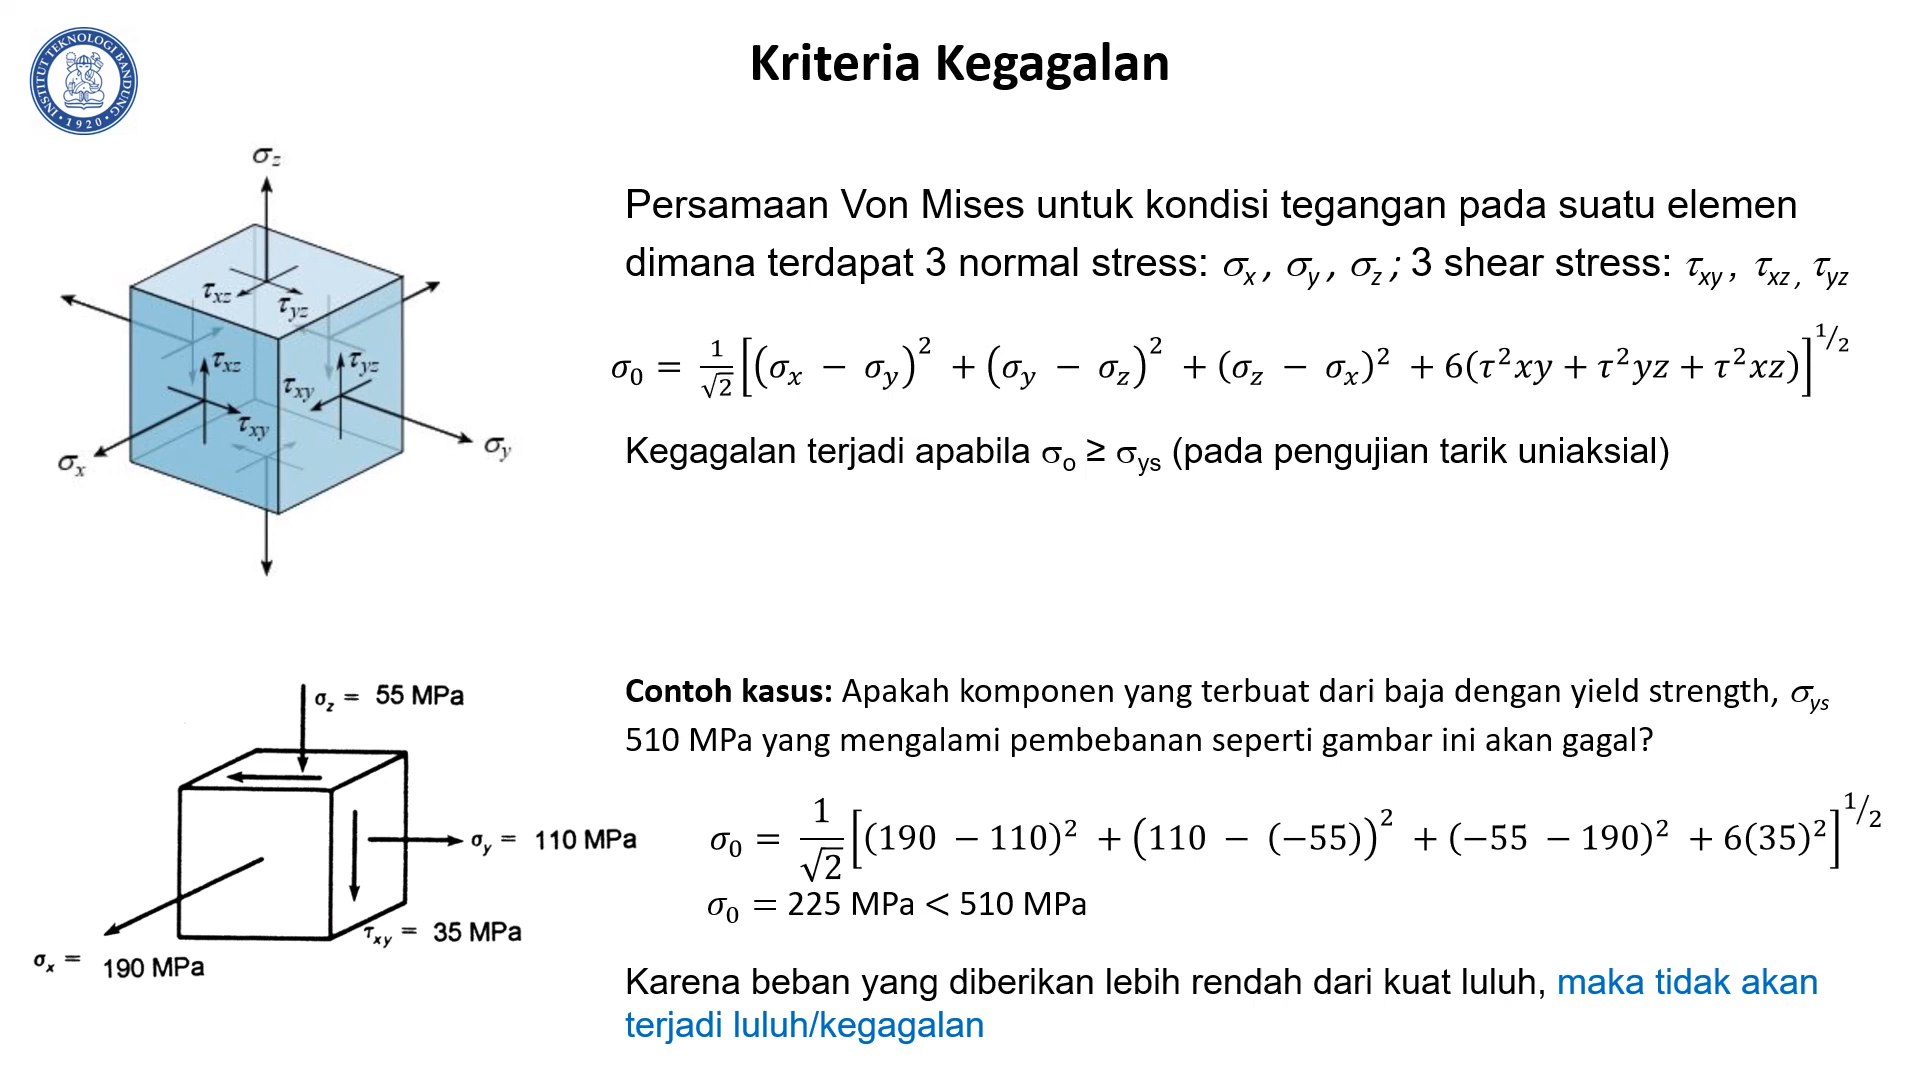 INSTITUT TEKNOLOGI BANDUNG
1920
Kriteria Kegagalan
σz
τxz
τyz
τxz
τyz
τxy
τxy
σx
σy
Persamaan Von Mises untuk kondisi tegangan pada suatu elemen
dimana terdapat 3 normal stress: σx , σy , σz ; 3 shear stress: τxy , τxz , τyz
σ₀ = 1/√2 [(σx − σy)² + (σy − σz)² + (σz − σx)² + 6(τ²xy + τ²yz + τ²xz)]^1/2
Kegagalan terjadi apabila σo ≥ σys (pada pengujian tarik uniaksial)
σz = 55 MPa
σy = 110 MPa
τxy = 35 MPa
σx = 190 MPa
Contoh kasus: Apakah komponen yang terbuat dari baja dengan yield strength, σys
510 MPa yang mengalami pembebanan seperti gambar ini akan gagal?
σ₀ = 1/√2 [(190 − 110)² + (110 − (−55))² + (−55 − 190)² + 6(35)²]^1/2
σ₀ = 225 MPa < 510 MPa
Karena beban yang diberikan lebih rendah dari kuat luluh, maka tidak akan
terjadi luluh/kegagalan